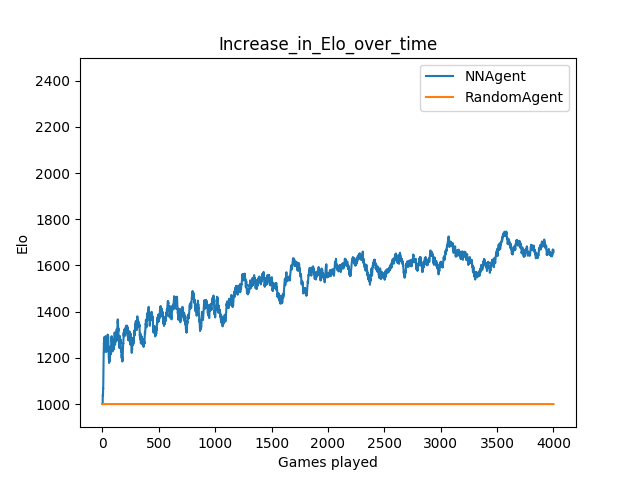 Increase_in_Elo_over_time
NNAgent
RandomAgent
2400
2200
2000
1800
1600
1400
1200
1000
Elo
0 500 1000 1500 2000 2500 3000 3500 4000
Games played